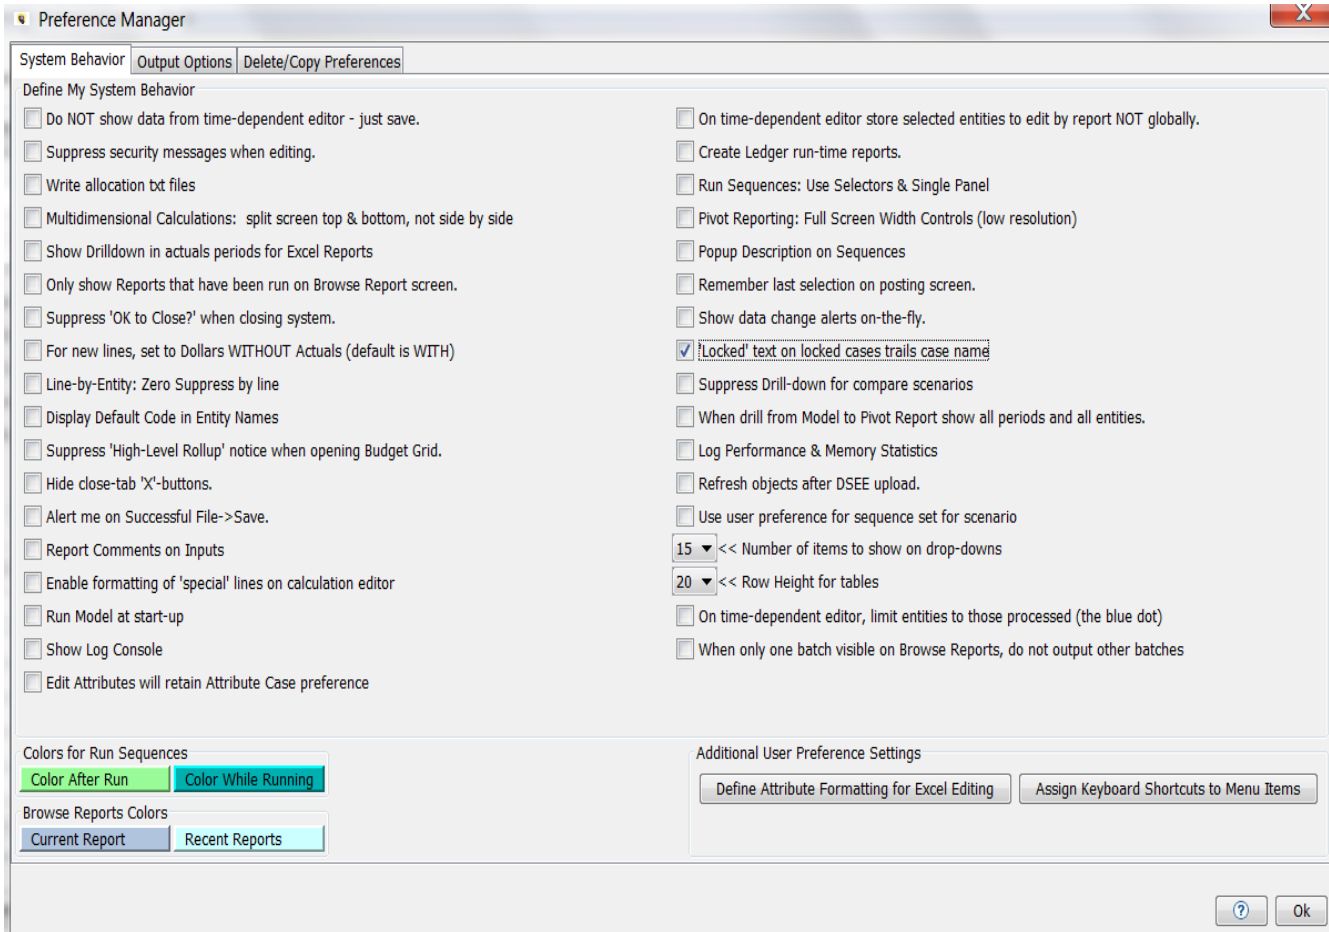 Preference Manager
X
System Behavior
Output Options
Delete/Copy Preferences
Define My System Behavior
Do NOT show data from time-dependent editor - just save.
Suppress security messages when editing.
Write allocation txt files
Multidimensional Calculations: split screen top & bottom, not side by side
Show Drilldown in actuals periods for Excel Reports
Only show Reports that have been run on Browse Report screen.
Suppress 'OK to Close?' when closing system.
For new lines, set to Dollars WITHOUT Actuals (default is WITH)
Line-by-Entity: Zero Suppress by line
Display Default Code in Entity Names
Suppress 'High-Level Rollup' notice when opening Budget Grid.
Hide close-tab 'X'-buttons.
Alert me on Successful File->Save.
Report Comments on Inputs
Enable formatting of 'special' lines on calculation editor
Run Model at start-up
Show Log Console
Edit Attributes will retain Attribute Case preference
On time-dependent editor store selected entities to edit by report NOT globally.
Create Ledger run-time reports.
Run Sequences: Use Selectors & Single Panel
Pivot Reporting: Full Screen Width Controls (low resolution)
Popup Description on Sequences
Remember last selection on posting screen.
Show data change alerts on-the-fly.
'Locked' text on locked cases trails case name
Suppress Drill-down for compare scenarios
When drill from Model to Pivot Report show all periods and all entities.
Log Performance & Memory Statistics
Refresh objects after DSEE upload.
Use user preference for sequence set for scenario
15 << Number of items to show on drop-downs
20 << Row Height for tables
On time-dependent editor, limit entities to those processed (the blue dot)
When only one batch visible on Browse Reports, do not output other batches
Colors for Run Sequences
Color After Run
Color While Running
Browse Reports Colors
Current Report
Recent Reports
Additional User Preference Settings
Define Attribute Formatting for Excel Editing
Assign Keyboard Shortcuts to Menu Items
?
Ok